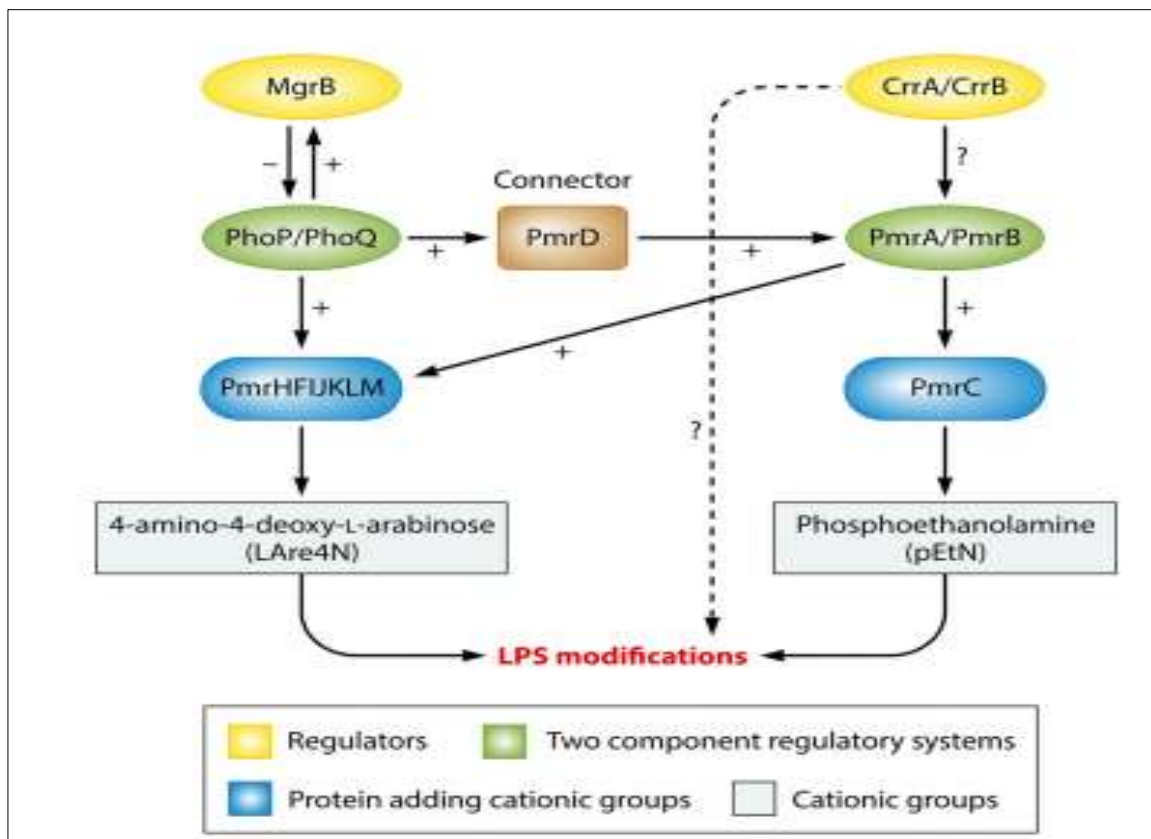 MgrB
CrrA/CrrB
−
+
?
Connector
PhoP/PhoQ
+
PmrD
+
PmrA/PmrB
+
+
+
PmrHFIJKLM
PmrC
?
4-amino-4-deoxy-L-arabinose
(LAre4N)
Phosphoethanolamine
(pEtN)
LPS modifications
Regulators
Two component regulatory systems
Protein adding cationic groups
Cationic groups